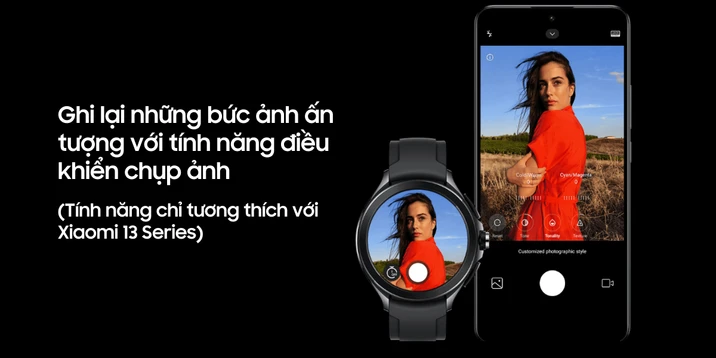 Ghi lại những bức ảnh ấn
tượng với tính năng điều
khiển chụp ảnh
(Tính năng chỉ tương thích với
Xiaomi 13 Series)
Customized photographic style